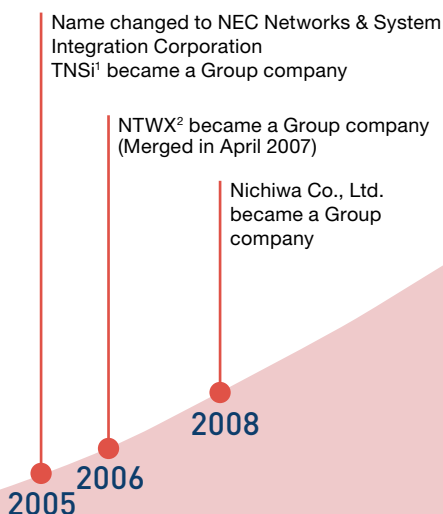 Name changed to NEC Networks & System
Integration Corporation
TNSi¹ became a Group company
NTWX² became a Group company
(Merged in April 2007)
Nichiwa Co., Ltd.
became a Group
company
2008
2006
2005